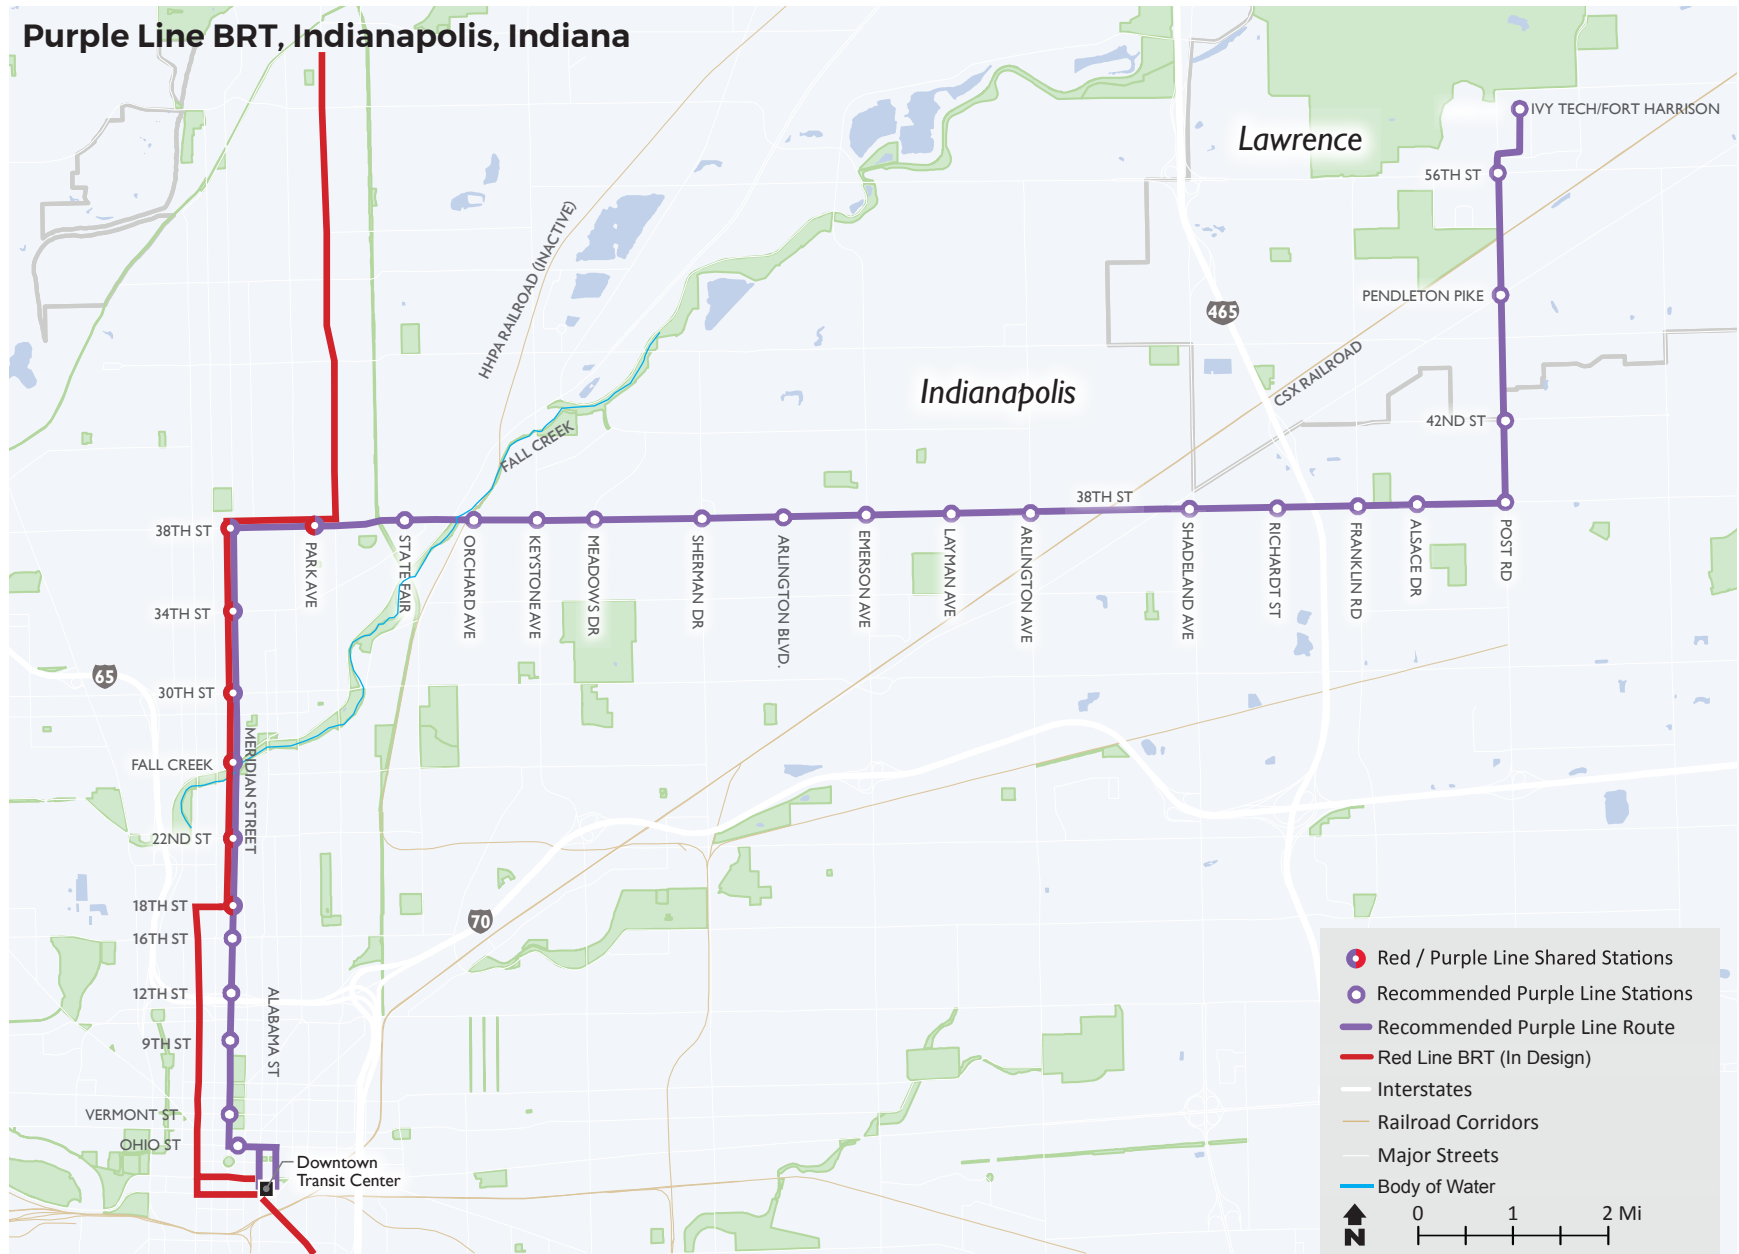 Purple Line BRT, Indianapolis, Indiana
IVY TECH/FORT HARRISON
Lawrence
56TH ST
HHPA RAILROAD (INACTIVE)
PENDLETON PIKE
465
CSX RAILROAD
Indianapolis
42ND ST
FALL CREEK
38TH ST
38TH ST
PARK AVE
STATE FAIR
ORCHARD AVE
KEYSTONE AVE
MEADOWS DR
SHERMAN DR
ARLINGTON BLVD.
EMERSON AVE
LAYMAN AVE
ARLINGTON AVE
SHADELAND AVE
RICHARDT ST
FRANKLIN RD
ALSACE DR
POST RD
34TH ST
65
30TH ST
MERIDIAN STREET
FALL CREEK
22ND ST
18TH ST
70
16TH ST
12TH ST
ALABAMA ST
9TH ST
VERMONT ST
OHIO ST
Downtown
Transit Center
Red / Purple Line Shared Stations
Recommended Purple Line Stations
Recommended Purple Line Route
Red Line BRT (In Design)
Interstates
Railroad Corridors
Major Streets
Body of Water
N
0 1 2 Mi